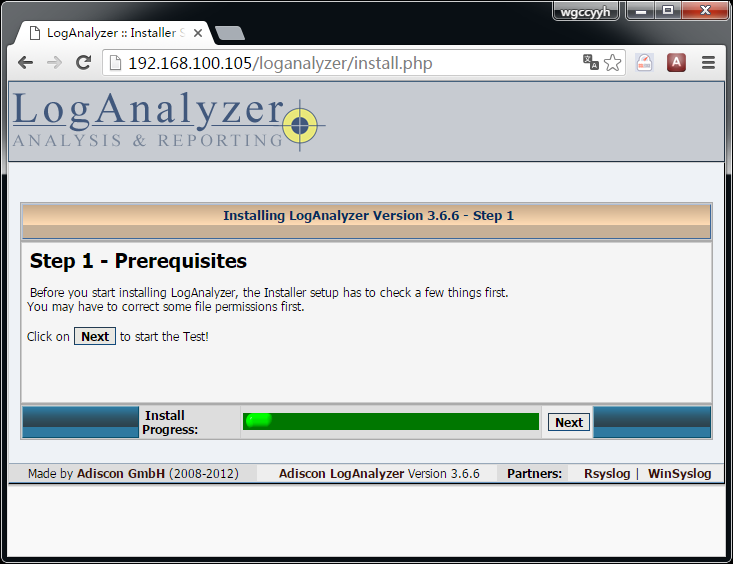 wgccyyh
LogAnalyzer :: Installer S
192.168.100.105/loganalyzer/install.php
A
LogAnalyzer
ANALYSIS & REPORTING
Installing LogAnalyzer Version 3.6.6 - Step 1
Step 1 - Prerequisites
Before you start installing LogAnalyzer, the Installer setup has to check a few things first.
You may have to correct some file permissions first.
Click on Next to start the Test!
Install
Progress:
Next
Made by Adiscon GmbH (2008-2012) Adiscon LogAnalyzer Version 3.6.6 Partners: Rsyslog | WinSyslog